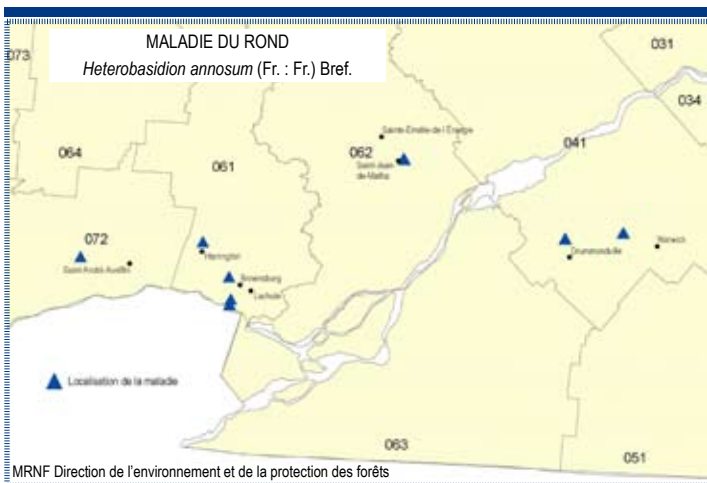 MALADIE DU ROND
Heterobasidion annosum (Fr. : Fr.) Bref.
073
031
034
Sainte-Émélie-de-l'Énergie
041
064
061
062
Saint-Jean
de-Matha
072
Saint-André-Avellin
Harrington
Drummondville
Warwick
Brownsburg
Lachute
Localisation de la maladie
063
051
MRNF Direction de l'environnement et de la protection des forêts